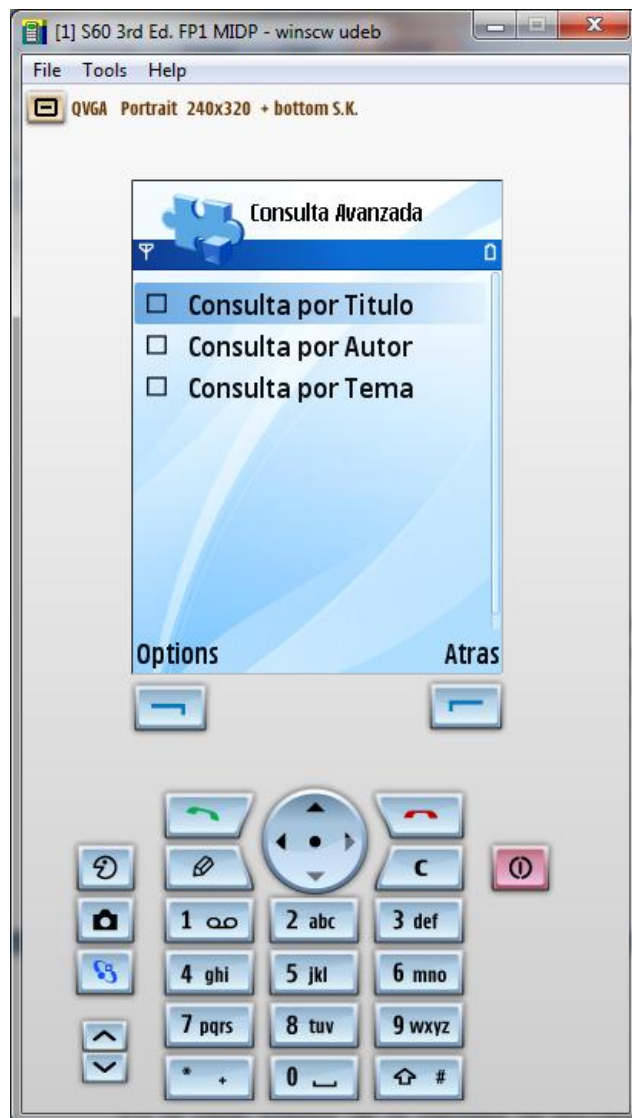 [1] S60 3rd Ed. FP1 MIDP - winscw udeb
File Tools Help
QVGA Portrait 240x320 + bottom S.K.
Consulta Avanzada
Consulta por Titulo
Consulta por Autor
Consulta por Tema
Options Atras
C
1 2 abc 3 def
4 ghi 5 jkl 6 mno
7 pqrs 8 tuv 9 wxyz
* + 0 #